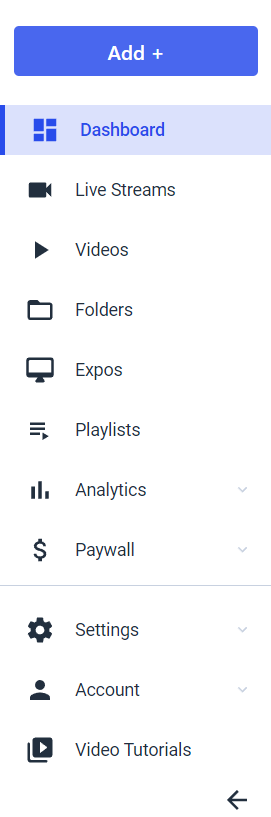 Add +
Dashboard
Live Streams
Videos
Folders
Expos
Playlists
Analytics
Paywall
Settings
Account
Video Tutorials